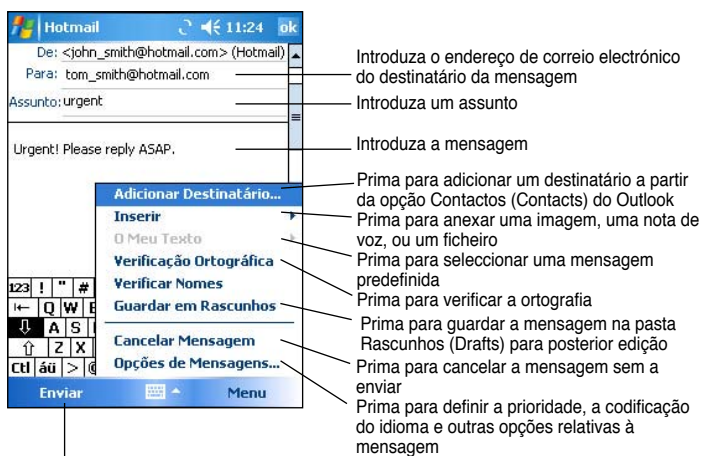 Hotmail 11:24 ok
De: <john_smith@hotmail.com> (Hotmail)
Para: tom_smith@hotmail.com
Assunto: urgent
Urgent! Please reply ASAP.
Adicionar Destinatário...
Inserir
O Meu Texto
Verificação Ortográfica
Verificar Nomes
Guardar em Rascunhos
Cancelar Mensagem
Opções de Mensagens...
123 ! " #
Q W E
A S
Z X
Ctl áü > @
Enviar Menu
Introduza o endereço de correio electrónico
do destinatário da mensagem
Introduza um assunto
Introduza a mensagem
Prima para adicionar um destinatário a partir
da opção Contactos (Contacts) do Outlook
Prima para anexar uma imagem, uma nota de
voz, ou um ficheiro
Prima para seleccionar uma mensagem
predefinida
Prima para verificar a ortografia
Prima para guardar a mensagem na pasta
Rascunhos (Drafts) para posterior edição
Prima para cancelar a mensagem sem a
enviar
Prima para definir a prioridade, a codificação
do idioma e outras opções relativas à
mensagem